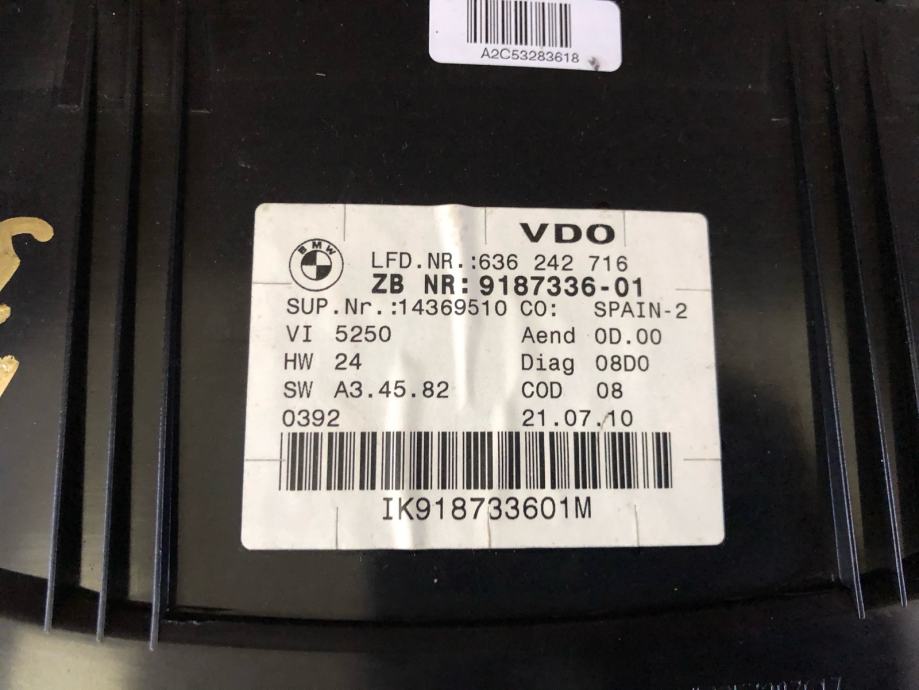 A2C53283618
VDO
BMW
LFD.NR.:636 242 716
ZB NR: 9187336-01
SUP.Nr.:14369510 CO: SPAIN-2
VI 5250 Aend 0D.00
HW 24 Diag 08D0
SW A3.45.82 COD 08
0392 21.07.10
IK918733601M